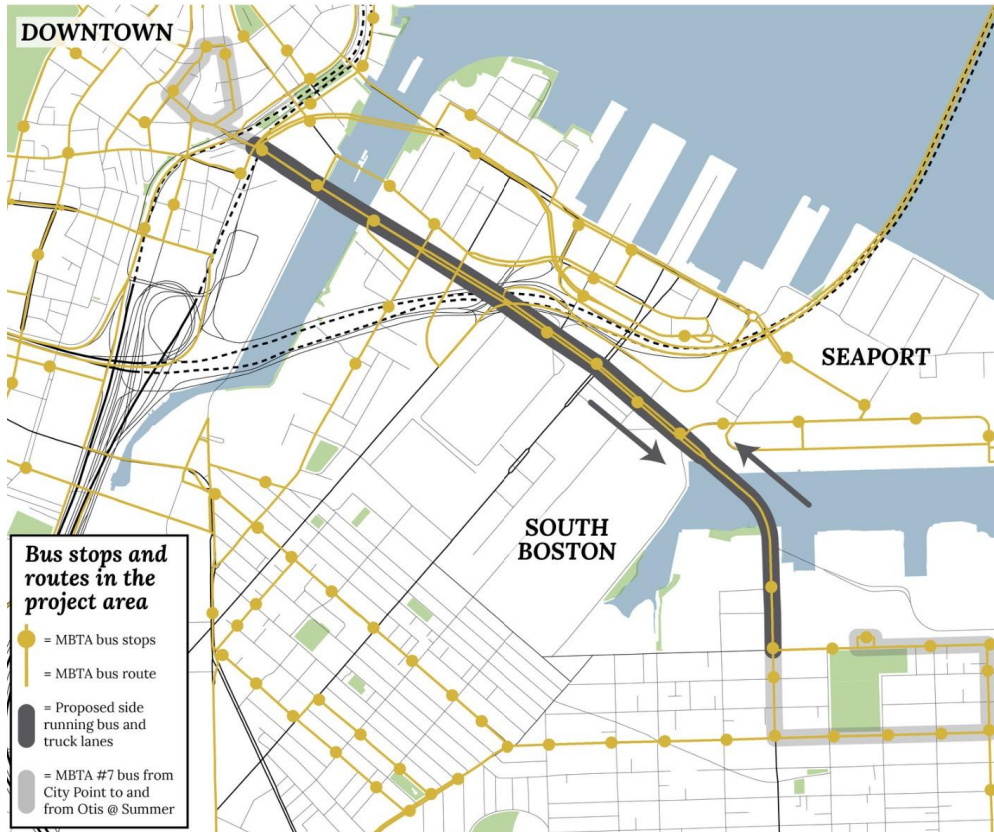 DOWNTOWN
SEAPORT
SOUTH
BOSTON
Bus stops and
routes in the
project area
= MBTA bus stops
= MBTA bus route
= Proposed side
running bus and
truck lanes
= MBTA #7 bus from
City Point to and
from Otis @ Summer